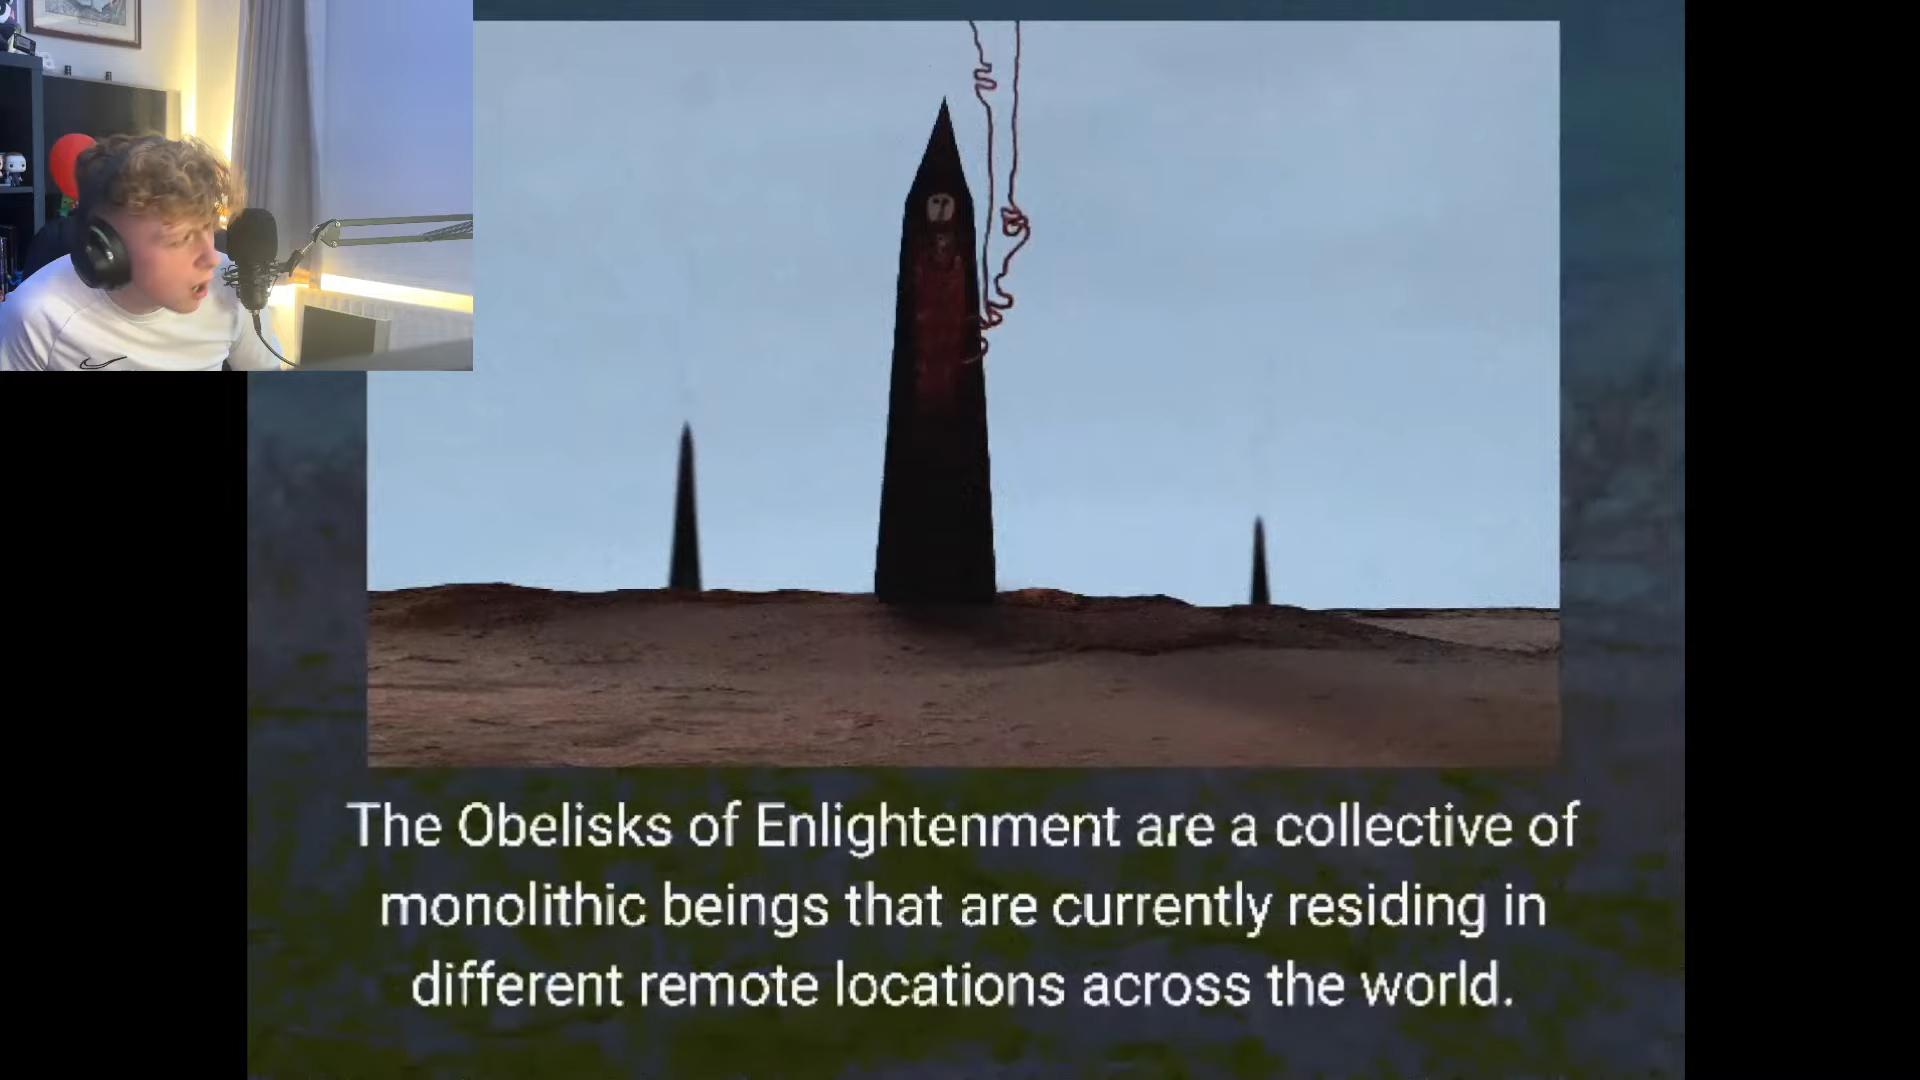 The Obelisks of Enlightenment are a collective of
monolithic beings that are currently residing in
different remote locations across the world.